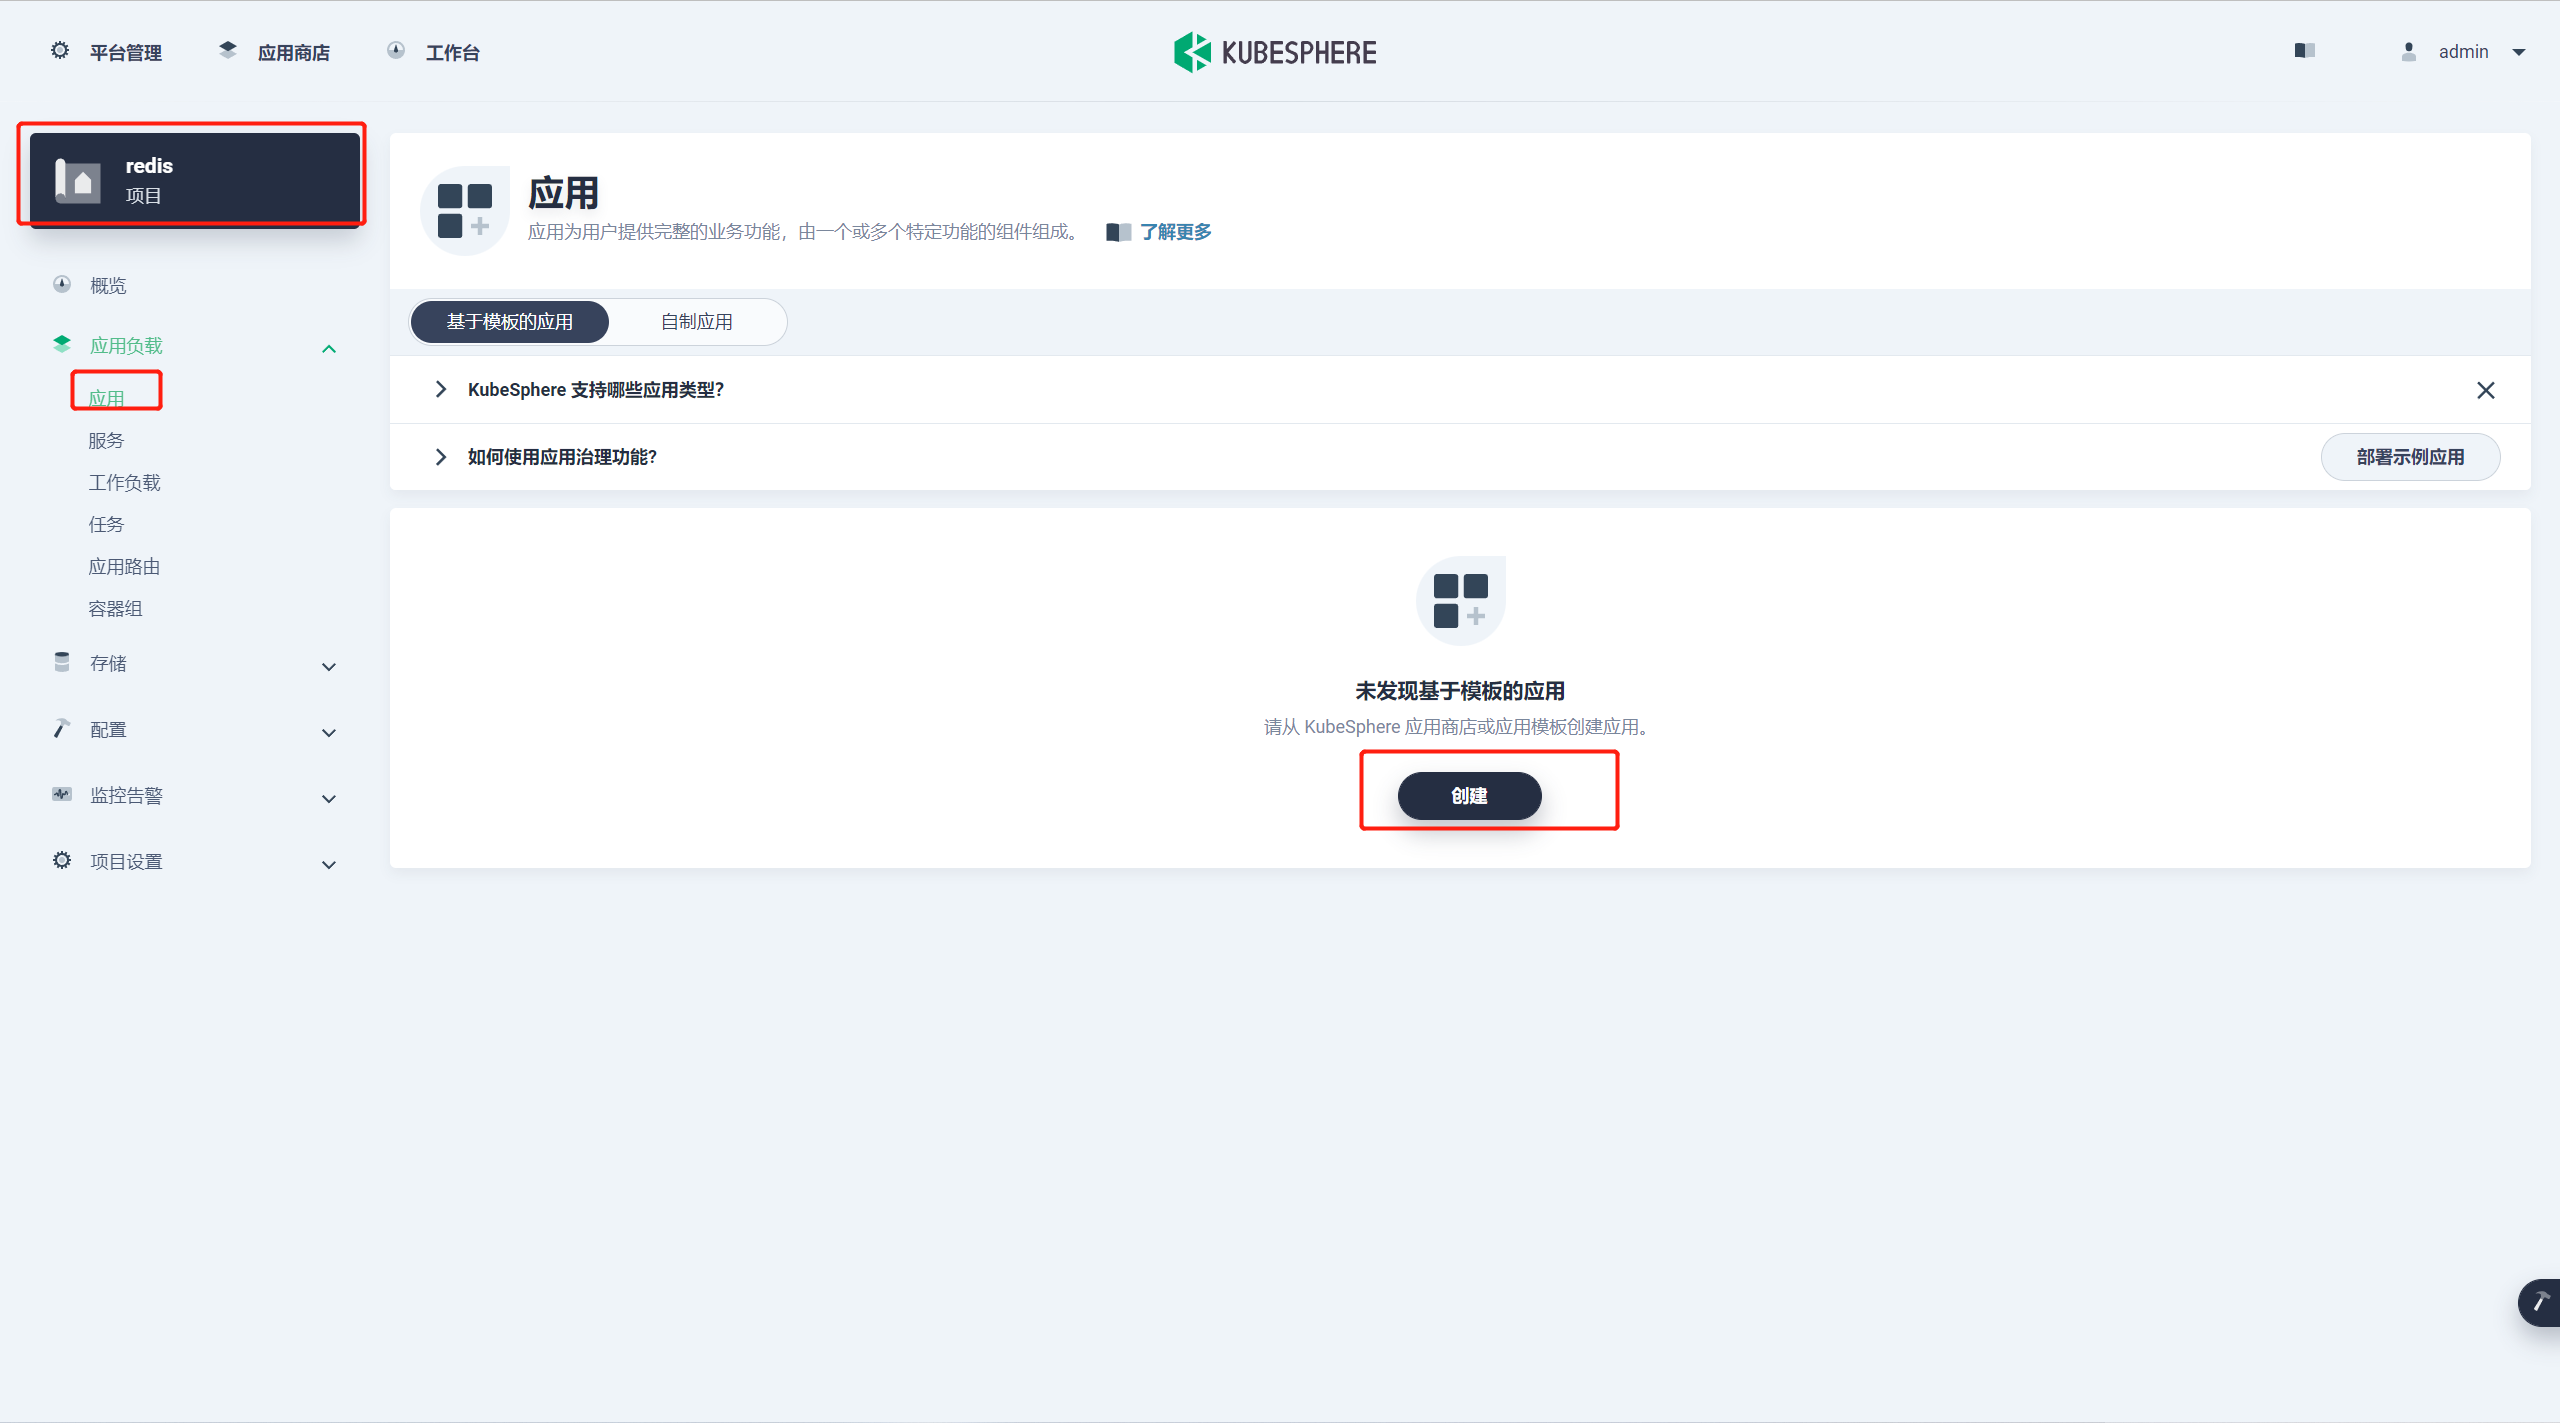 平台管理
应用商店
工作台
KUBESPHERE
admin
redis
项目
概览
应用负载
应用
服务
工作负载
任务
应用路由
容器组
存储
配置
监控告警
项目设置
应用
应用为用户提供完整的业务功能，由一个或多个特定功能的组件组成。 了解更多
基于模板的应用
自制应用
KubeSphere 支持哪些应用类型？
如何使用应用治理功能？
部署示例应用
未发现基于模板的应用
请从 KubeSphere 应用商店或应用模板创建应用。
创建